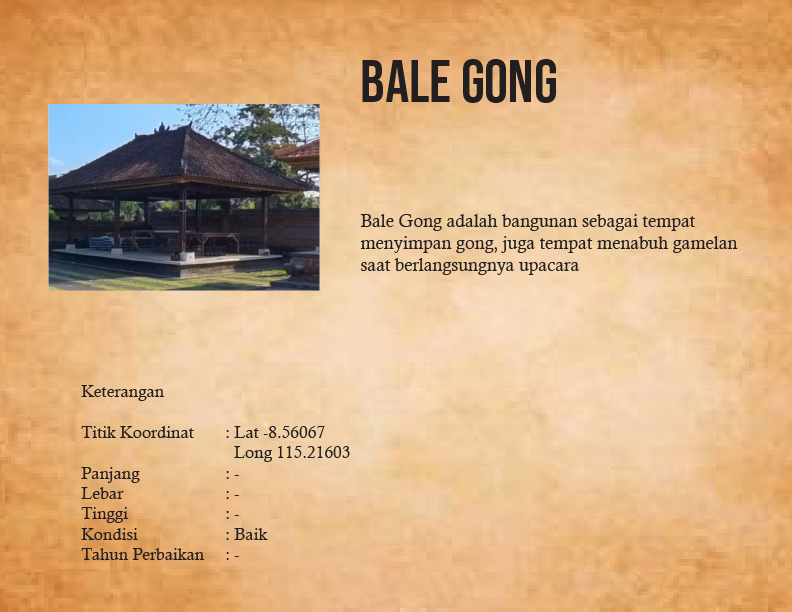 BALE GONG
Bale Gong adalah bangunan sebagai tempat
menyimpan gong, juga tempat menabuh gamelan
saat berlangsungnya upacara
Keterangan
Titik Koordinat : Lat -8.56067
Long 115.21603
Panjang : -
Lebar : -
Tinggi : -
Kondisi : Baik
Tahun Perbaikan : -